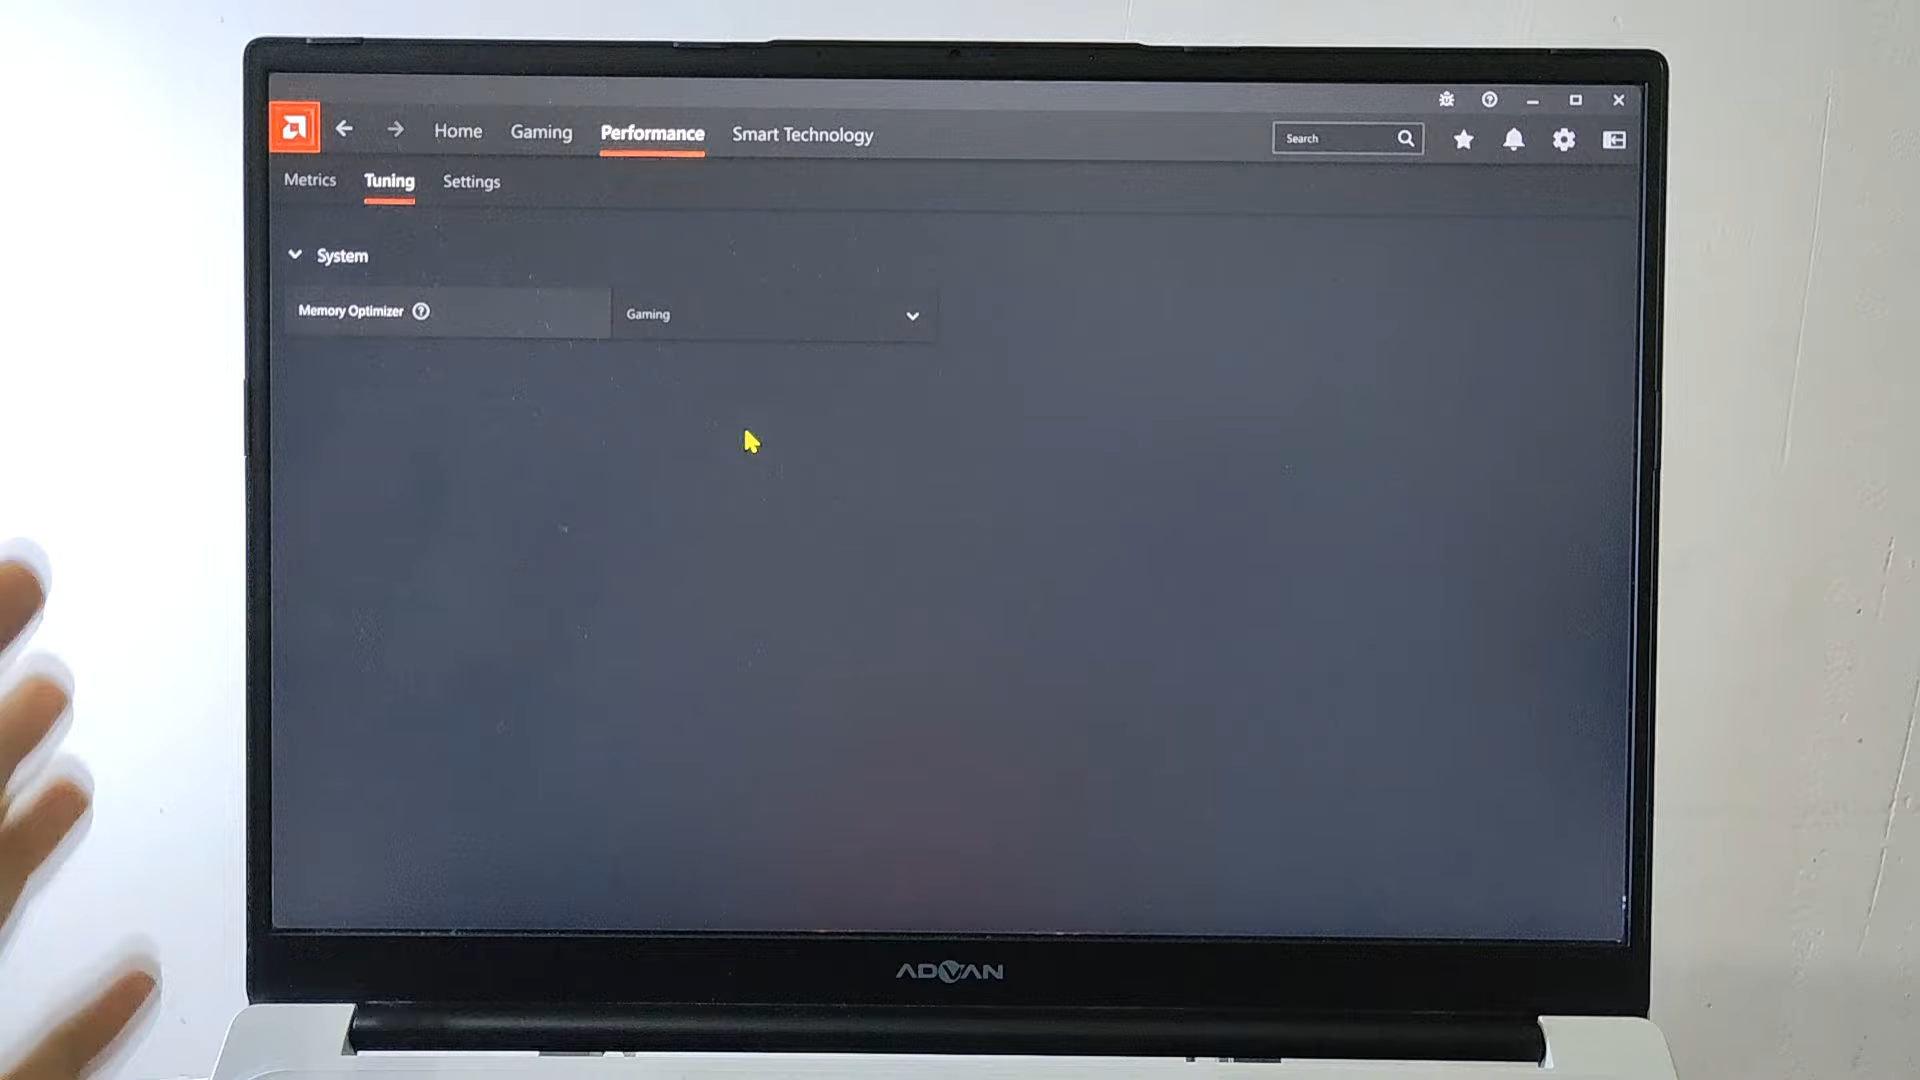 Home Gaming Performance Smart Technology Search
Metrics Tuning Settings
System
Memory Optimizer Gaming
ADVAN